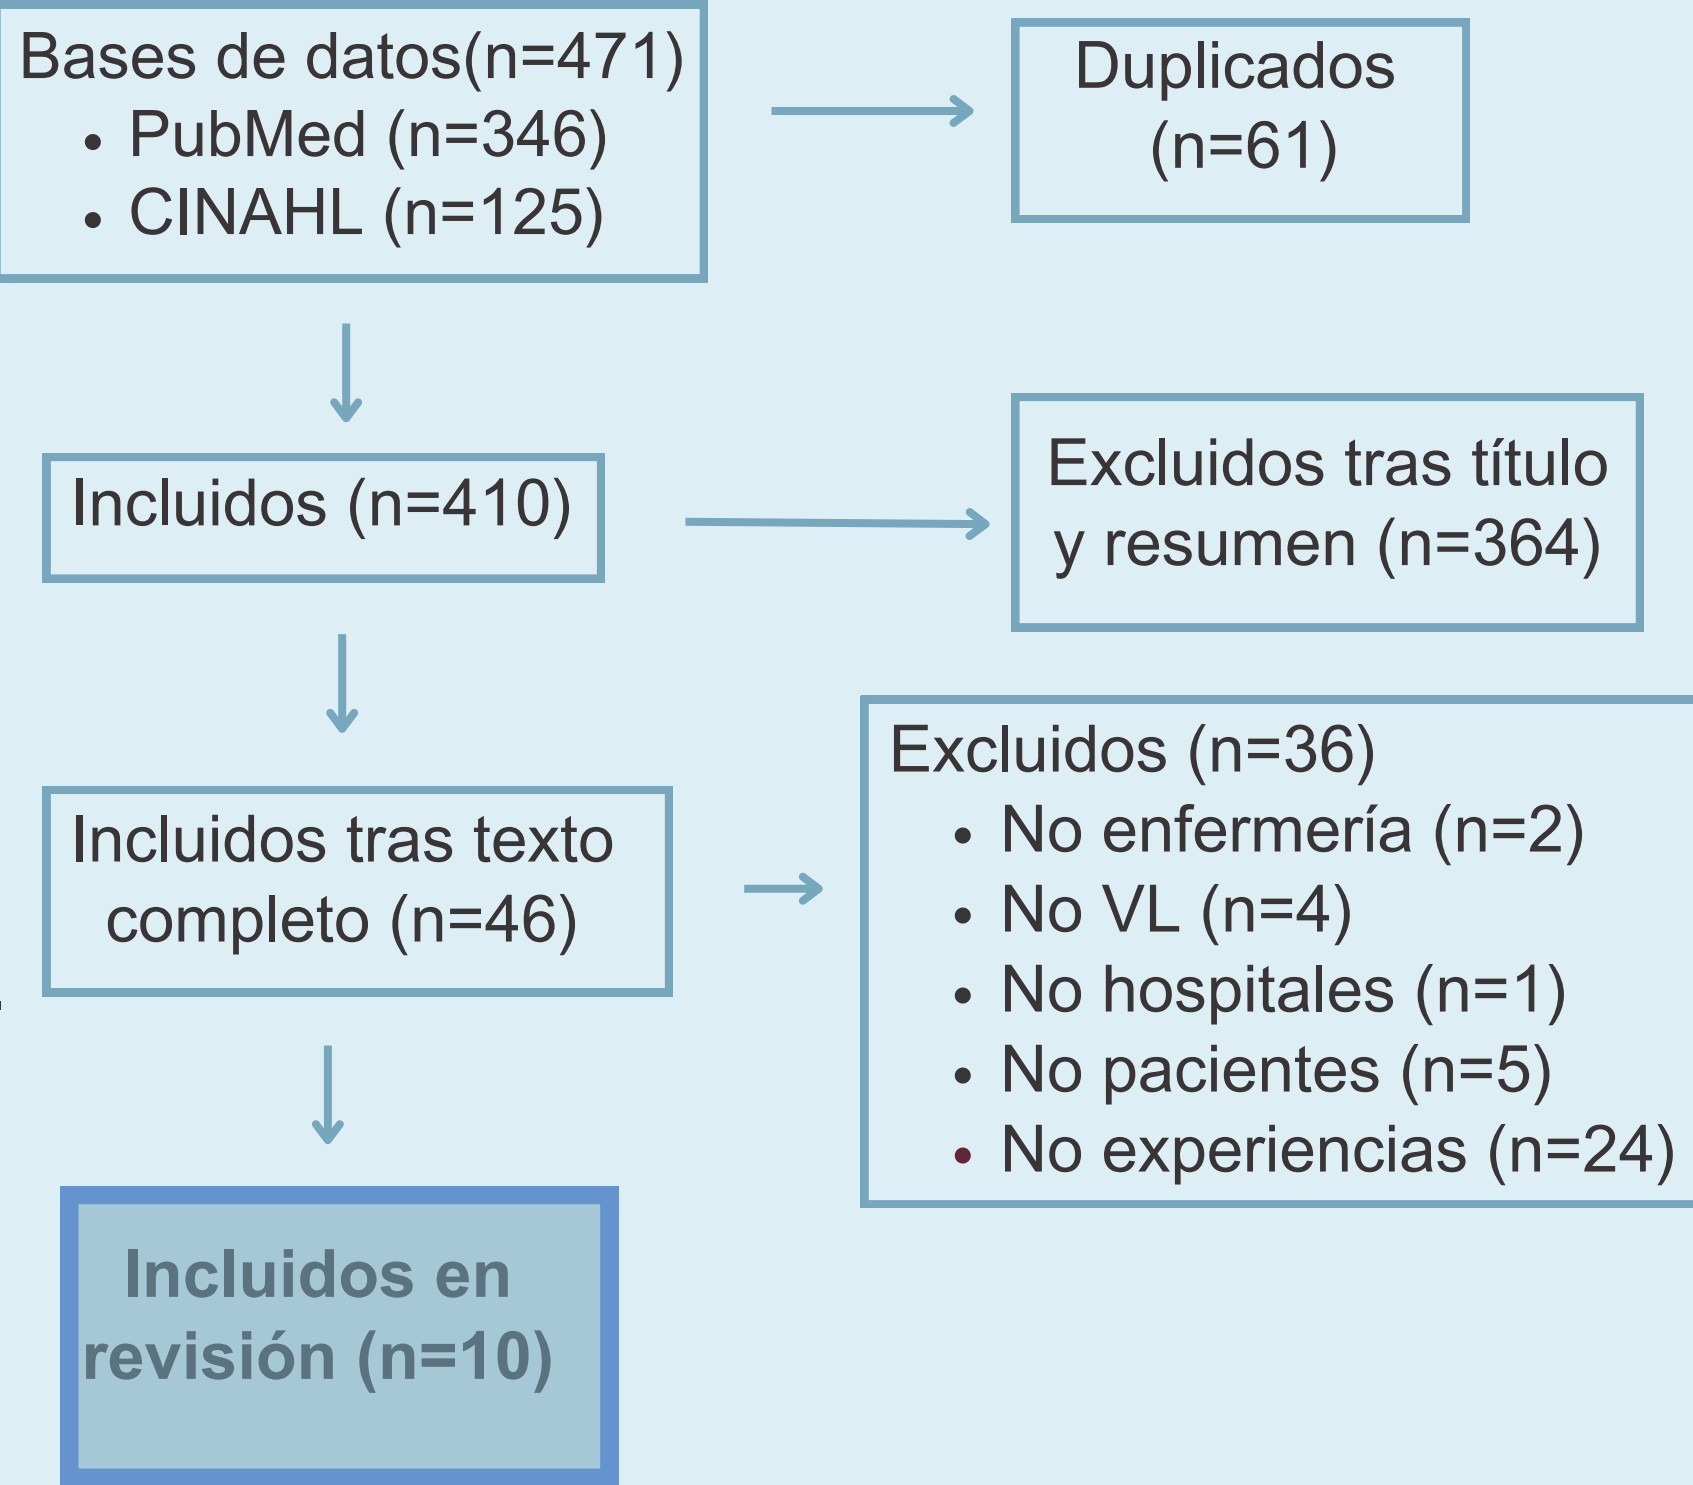 Bases de datos(n=471)
• PubMed (n=346)
• CINAHL (n=125)
Duplicados
(n=61)
Incluidos (n=410)
Excluidos tras título
y resumen (n=364)
Incluidos tras texto
completo (n=46)
Excluidos (n=36)
• No enfermería (n=2)
• No VL (n=4)
• No hospitales (n=1)
• No pacientes (n=5)
• No experiencias (n=24)
Incluidos en
revisión (n=10)